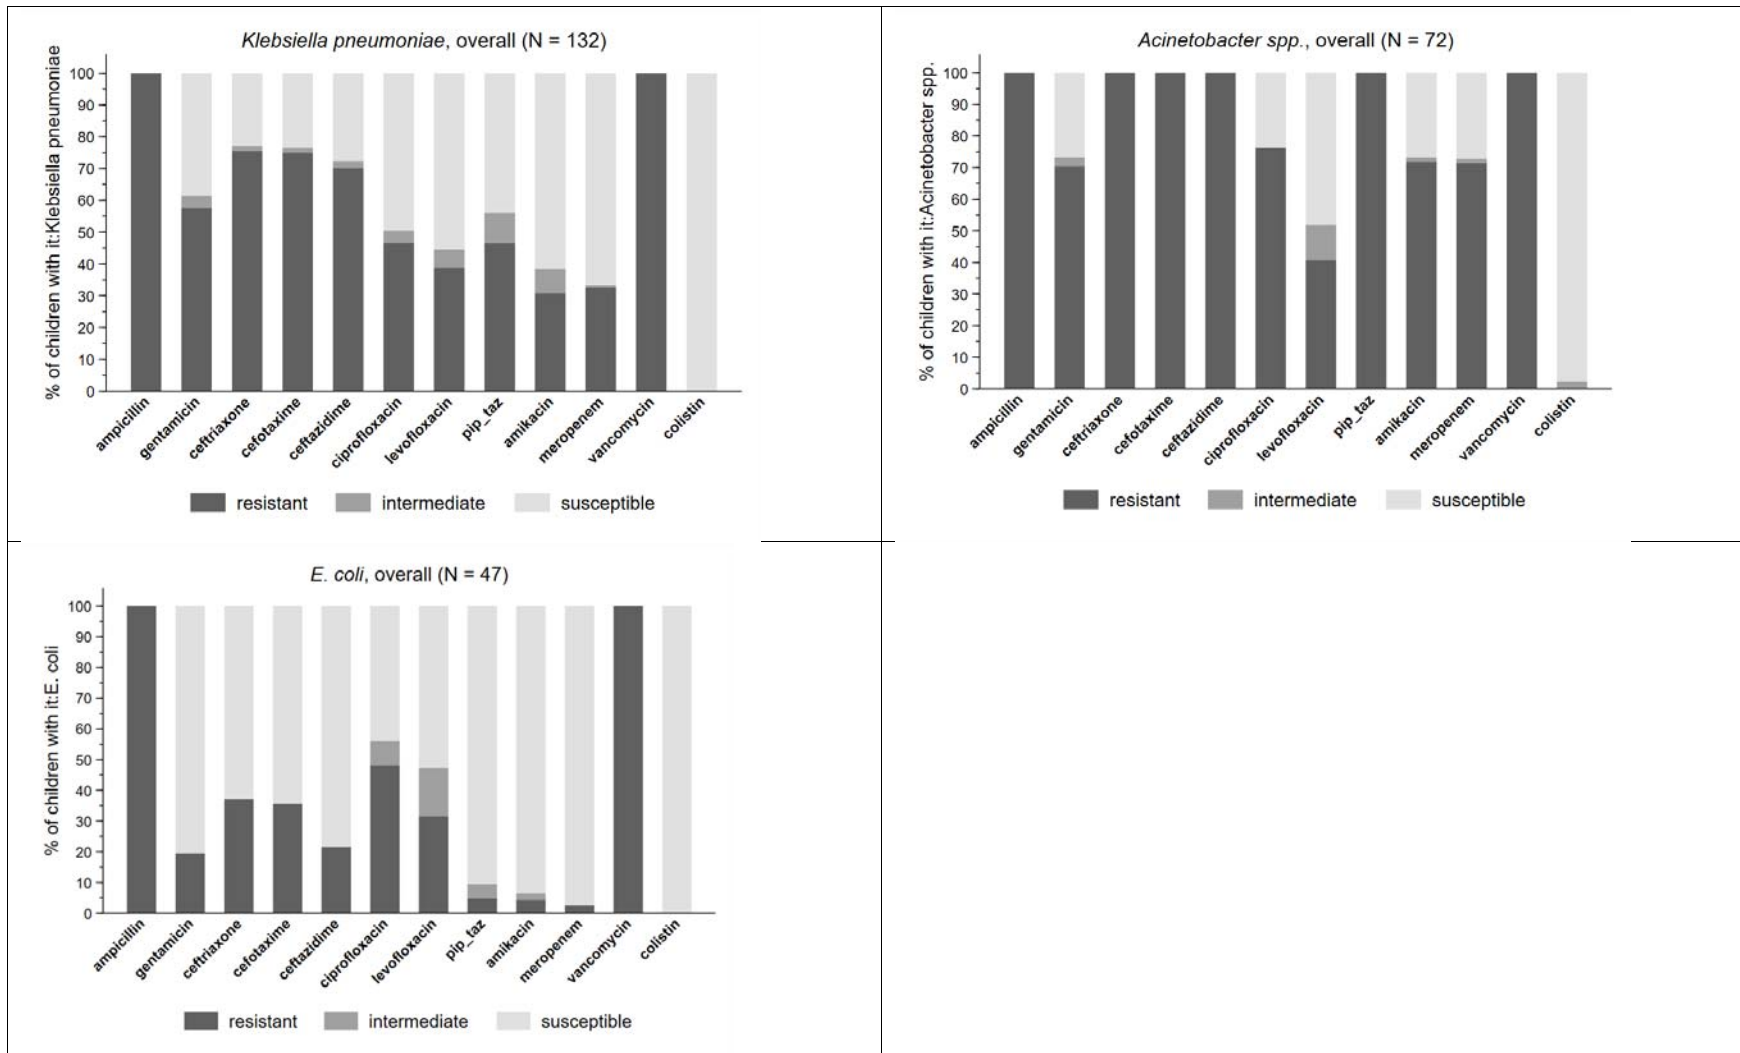 Klebsiella pneumoniae, overall (N = 132)
% of children with it:Klebsiella pneumoniae
100
90
80
70
60
50
40
30
20
10
0
ampicillin
gentamicin
ceftriaxone
cefotaxime
ceftazidime
ciprofloxacin
levofloxacin
pip_taz
amikacin
meropenem
vancomycin
colistin
resistant intermediate susceptible
Acinetobacter spp., overall (N = 72)
% of children with it:Acinetobacter spp.
100
90
80
70
60
50
40
30
20
10
0
ampicillin
gentamicin
ceftriaxone
cefotaxime
ceftazidime
ciprofloxacin
levofloxacin
pip_taz
amikacin
meropenem
vancomycin
colistin
resistant intermediate susceptible
E. coli, overall (N = 47)
% of children with it:E. coli
100
90
80
70
60
50
40
30
20
10
0
ampicillin
gentamicin
ceftriaxone
cefotaxime
ceftazidime
ciprofloxacin
levofloxacin
pip_taz
amikacin
meropenem
vancomycin
colistin
resistant intermediate susceptible